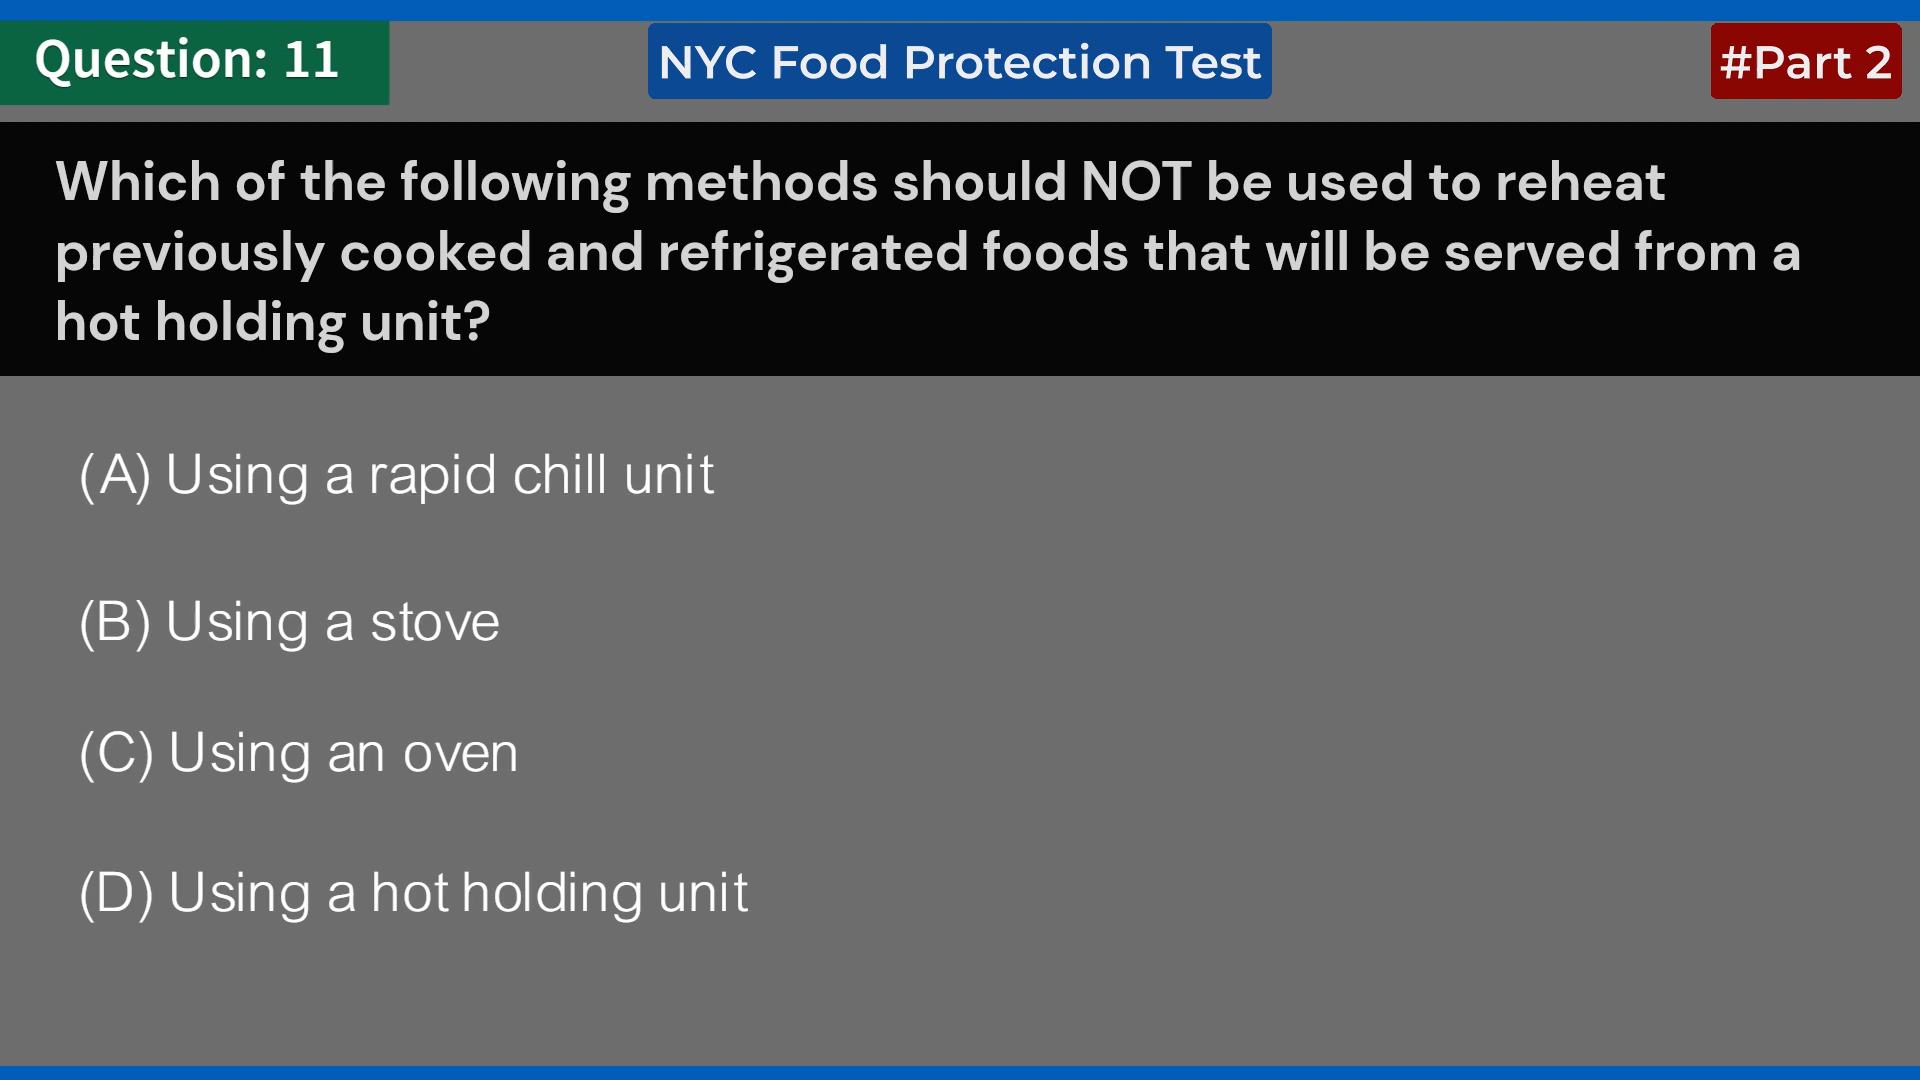 Question: 11
NYC Food Protection Test
#Part 2
Which of the following methods should NOT be used to reheat
previously cooked and refrigerated foods that will be served from a
hot holding unit?
(A) Using a rapid chill unit
(B) Using a stove
(C) Using an oven
(D) Using a hot holding unit